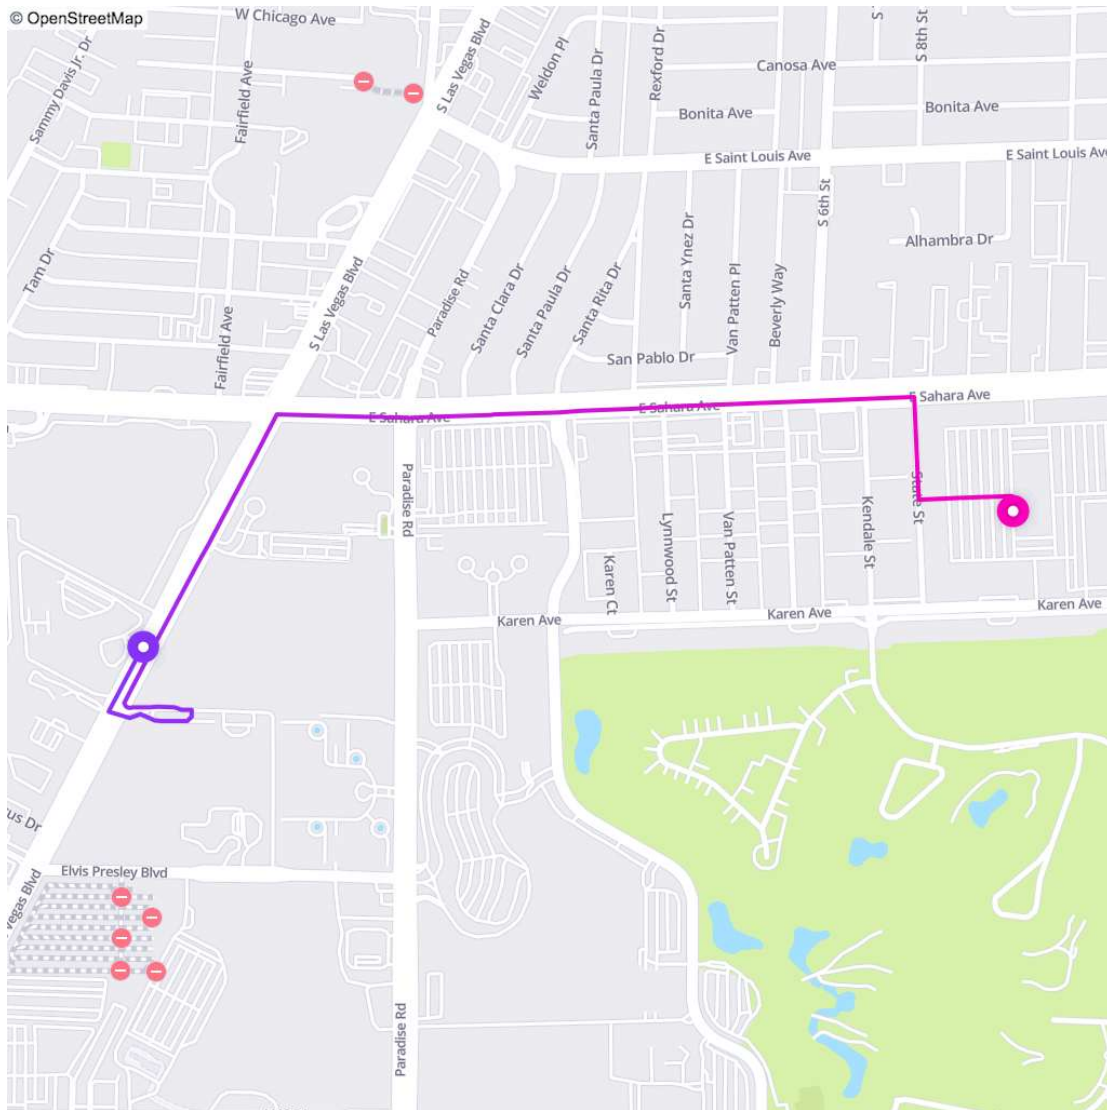 © OpenStreetMap
W Chicago Ave
S Las Vegas Blvd
Sammy Davis Jr. Dr
Fairfield Ave
Weldon Pl
Santa Paula Dr
Rexford Dr
S
S 8th St
Canosa Ave
Bonita Ave
Bonita Ave
E Saint Louis Ave
E Saint Louis Ave
S 6th St
Alhambra Dr
Tam Dr
S Las Vegas Blvd
Paradise Rd
Santa Clara Dr
Santa Paula Dr
Santa Rita Dr
Santa Ynez Dr
Van Patten Pl
Beverly Way
Fairfield Ave
San Pablo Dr
E Sahara Ave
E Sahara Ave
E Sahara Ave
Paradise Rd
State St
Kendale St
Lynnwood St
Van Patten St
Karen Ct
Karen Ave
Karen Ave
Karen Ave
rus Dr
Elvis Presley Blvd
Vegas Blvd
Paradise Rd